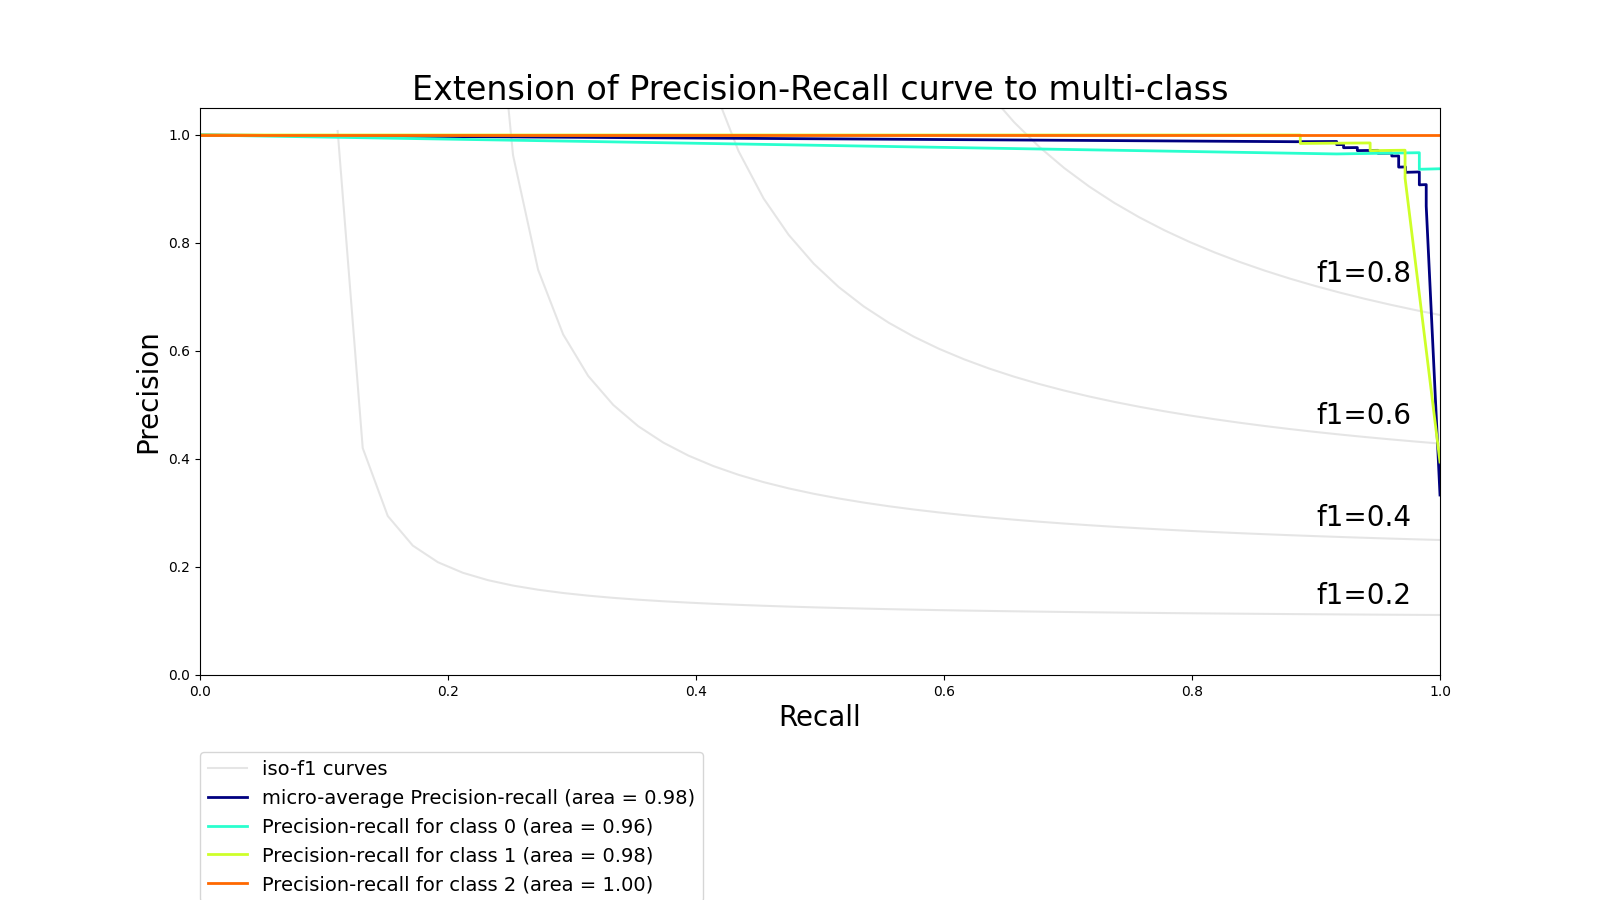 Extension of Precision-Recall curve to multi-class
1.0
0.8
0.6
0.4
0.2
0.0
Precision
f1=0.8
f1=0.6
f1=0.4
f1=0.2
0.0 0.2 0.4 0.6 0.8 1.0
Recall
iso-f1 curves
micro-average Precision-recall (area = 0.98)
Precision-recall for class 0 (area = 0.96)
Precision-recall for class 1 (area = 0.98)
Precision-recall for class 2 (area = 1.00)